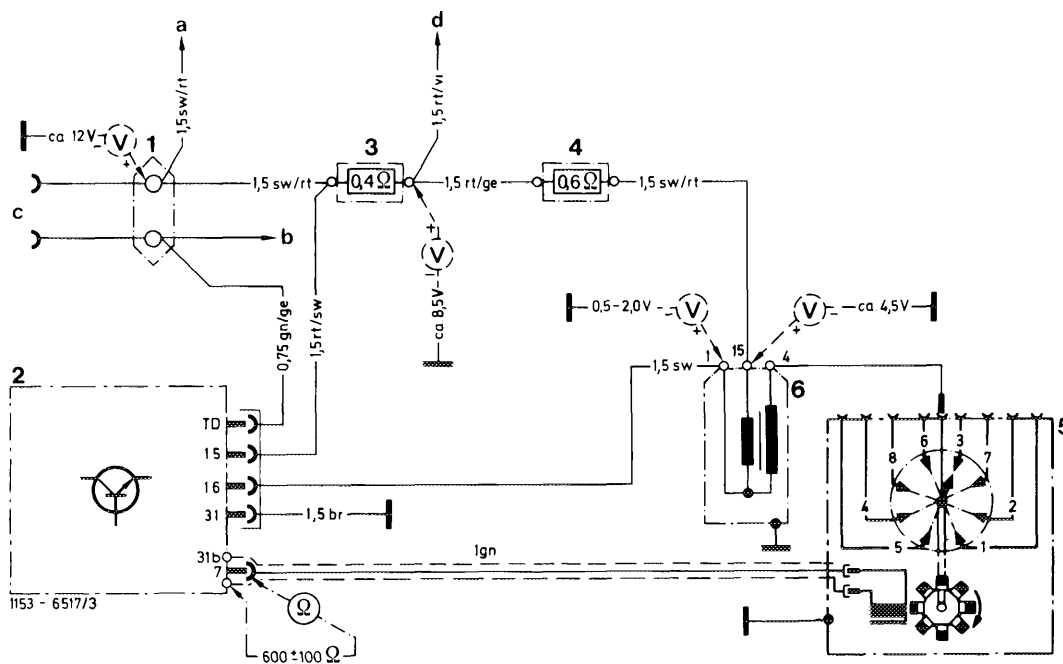 a
d
1,5 sw/rt
1,5 rt/vi
ca. 12V
V
+
1
3
4
1,5 sw/rt
0,4 Ω
1,5 rt/ge
0,6 Ω
1,5 sw/rt
c
b
+
V
−
ca. 8,5V
0,75 gn/ge
1,5 rt/sw
0,5-2,0V
−
V
+
V
−
+
ca. 4,5V
1,5 sw
1
15
4
2
6
5
TD
15
16
31
1,5 br
6
3
8
7
4
2
5
1
31b
7
1gn
1153 - 6517/3
Ω
600 ± 100 Ω